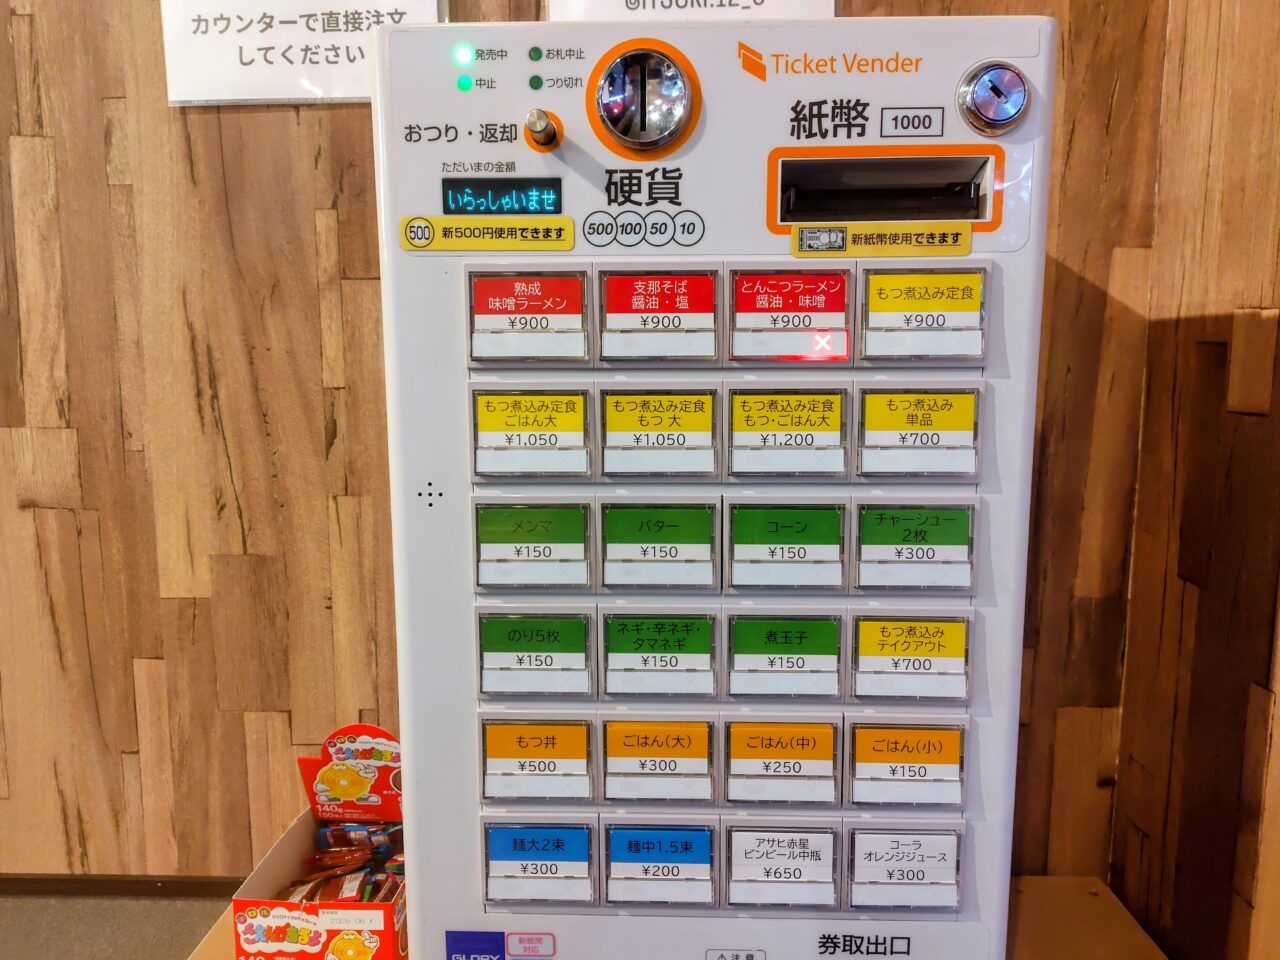 カウンターで直接注文
してください
発売中
お札中止
中止
つり切れ
おつり・返却
ただいまの金額
いらっしゃいませ
500 新500円使用できます
硬貨
500 100 50 10
Ticket Vender
紙幣 1000
新紙幣使用できます
熟成
味噌ラーメン
¥900
支那そば
醤油・塩
¥900
とんこつラーメン
醤油・味噌
¥900
×
もつ煮込み定食
¥900
もつ煮込み定食
ごはん大
¥1,050
もつ煮込み定食
もつ 大
¥1,050
もつ煮込み定食
もつ・ごはん大
¥1,200
もつ煮込み
単品
¥700
メンマ
¥150
バター
¥150
コーン
¥150
チャーシュー
2枚
¥300
のり5枚
¥150
ネギ・辛ネギ・
タマネギ
¥150
煮玉子
¥150
もつ煮込み
テイクアウト
¥700
もつ丼
¥500
ごはん(大)
¥300
ごはん(中)
¥250
ごはん(小)
¥150
麺大2束
¥300
麺中1.5束
¥200
アサヒ赤星
ビンビール中瓶
¥650
コーラ
オレンジジュース
¥300
GLORY
新紙幣
対応
注意
券取出口
140g
2026 06 K